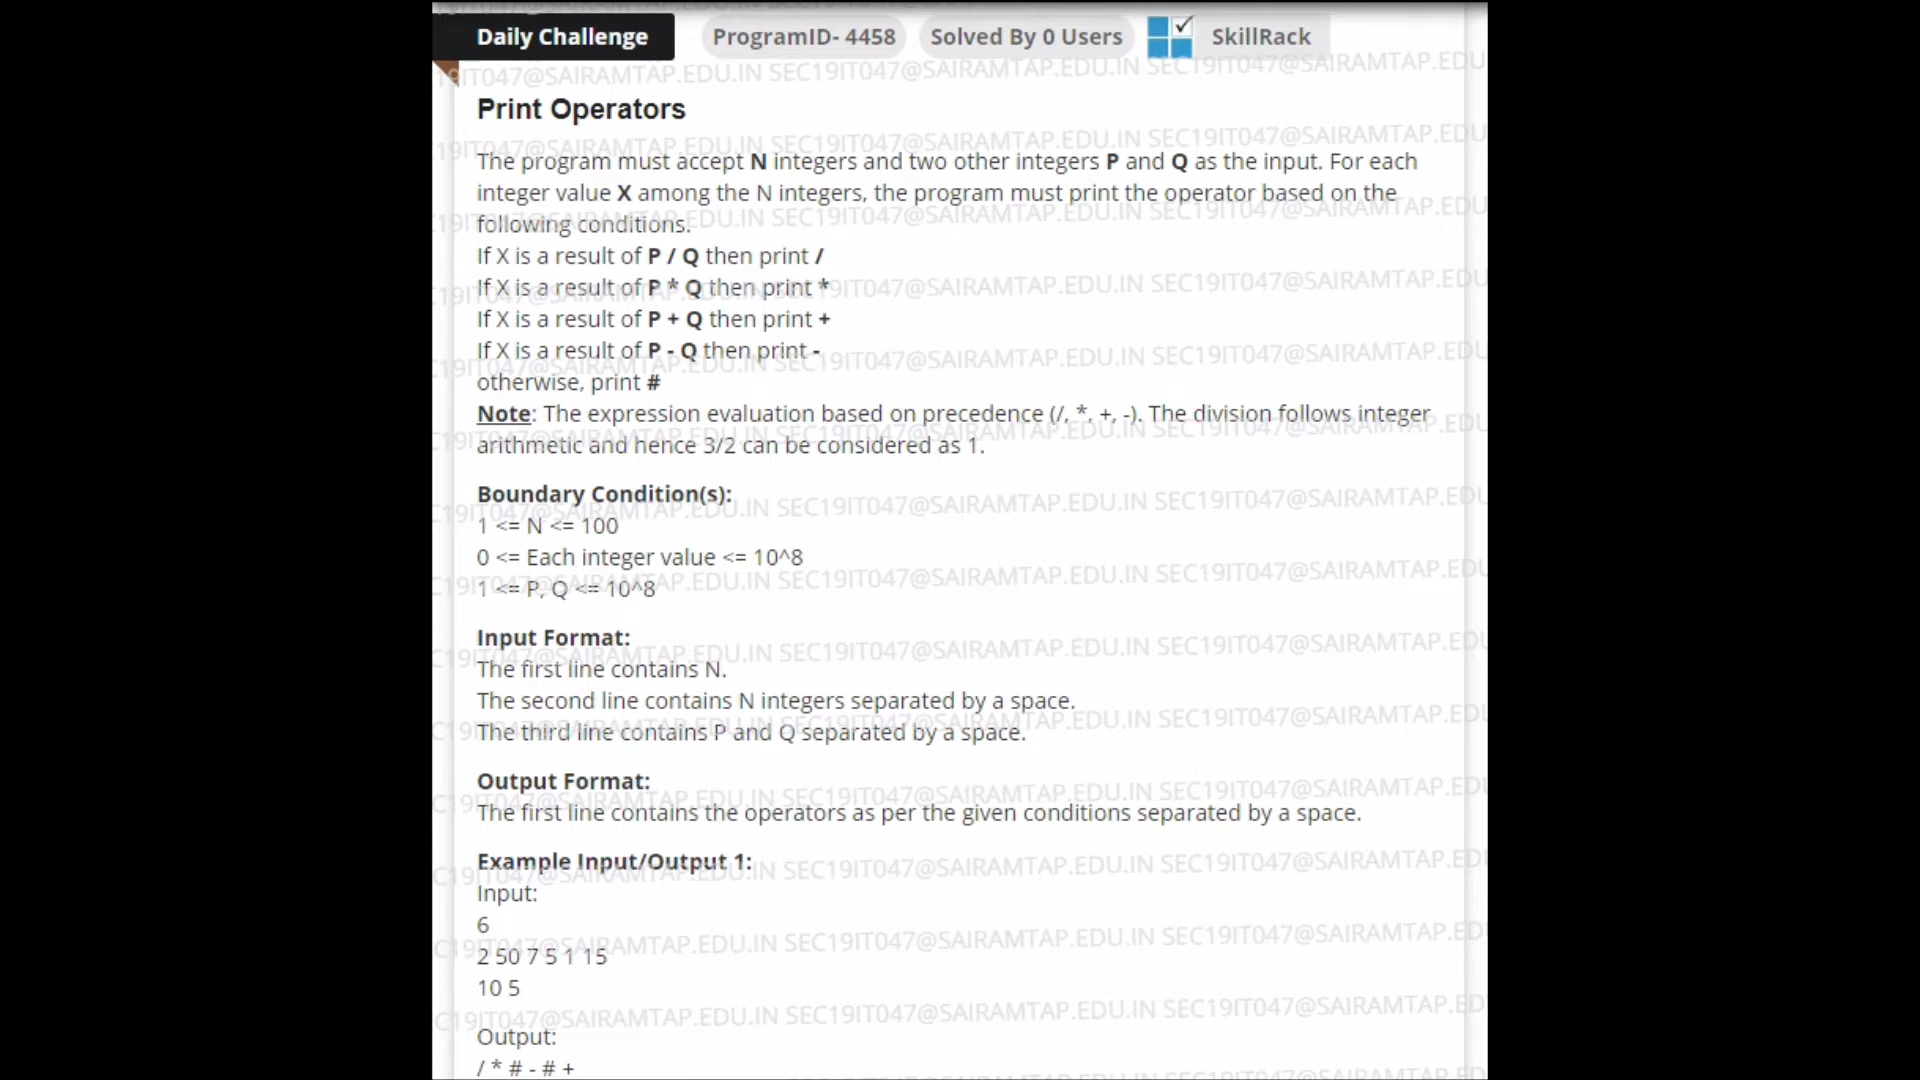 Daily Challenge
ProgramID- 4458
Solved By 0 Users
SkillRack
Print Operators
The program must accept N integers and two other integers P and Q as the input. For each
integer value X among the N integers, the program must print the operator based on the
following conditions.
If X is a result of P / Q then print /
If X is a result of P * Q then print *
If X is a result of P + Q then print +
If X is a result of P - Q then print -
otherwise, print #
Note: The expression evaluation based on precedence (/, *, +, -). The division follows integer
arithmetic and hence 3/2 can be considered as 1.
Boundary Condition(s):
1 <= N <= 100
0 <= Each integer value <= 10^8
1 <= P, Q <= 10^8
Input Format:
The first line contains N.
The second line contains N integers separated by a space.
The third line contains P and Q separated by a space.
Output Format:
The first line contains the operators as per the given conditions separated by a space.
Example Input/Output 1:
Input:
6
2 50 7 5 1 15
10 5
Output:
/ * # - # +
SEC19IT047@SAIRAMTAP.EDU.IN